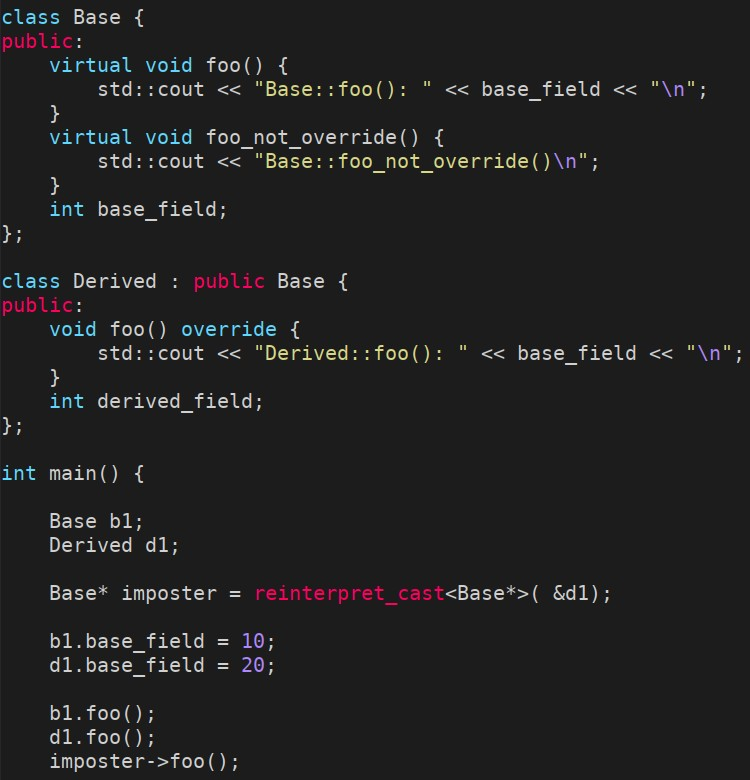 class Base {
public:
    virtual void foo() {
        std::cout << "Base::foo(): " << base_field << "\n";
    }
    virtual void foo_not_override() {
        std::cout << "Base::foo_not_override()\n";
    }
    int base_field;
};

class Derived : public Base {
public:
    void foo() override {
        std::cout << "Derived::foo(): " << base_field << "\n";
    }
    int derived_field;
};

int main() {

    Base b1;
    Derived d1;

    Base* imposter = reinterpret_cast<Base*>( &d1);

    b1.base_field = 10;
    d1.base_field = 20;

    b1.foo();
    d1.foo();
    imposter->foo();